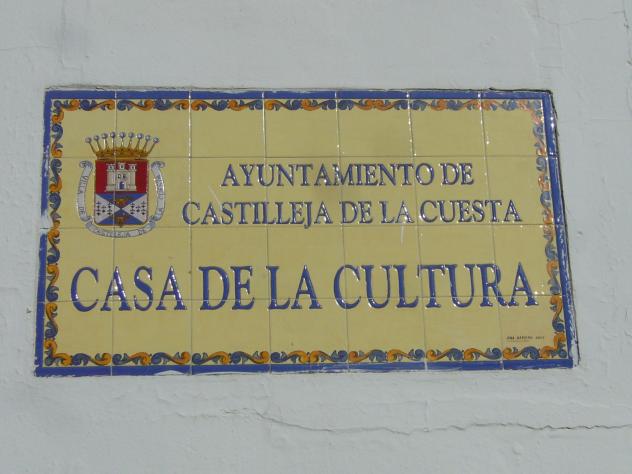 AYUNTAMIENTO DE
CASTILLEJA DE LA CUESTA
CASA DE LA CULTURA